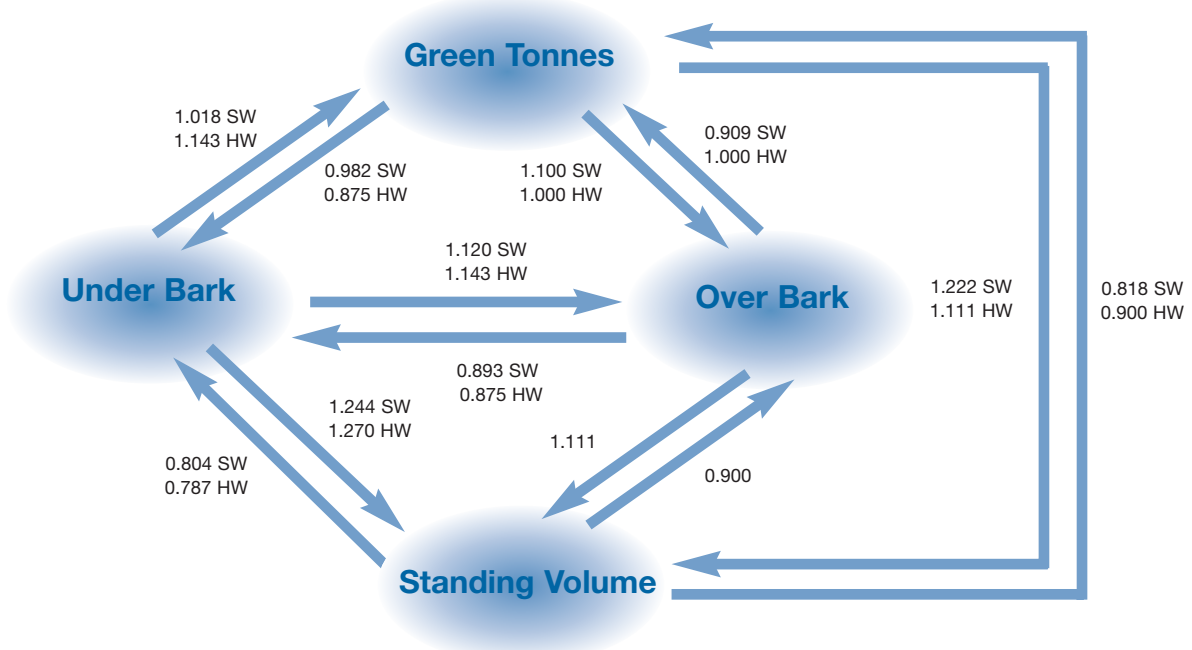 Green Tonnes
1.018 SW
1.143 HW
0.982 SW
0.875 HW
1.100 SW
1.000 HW
0.909 SW
1.000 HW
Under Bark
1.120 SW
1.143 HW
Over Bark
1.222 SW
1.111 HW
0.818 SW
0.900 HW
0.893 SW
0.875 HW
1.244 SW
1.270 HW
1.111
0.804 SW
0.787 HW
0.900
Standing Volume